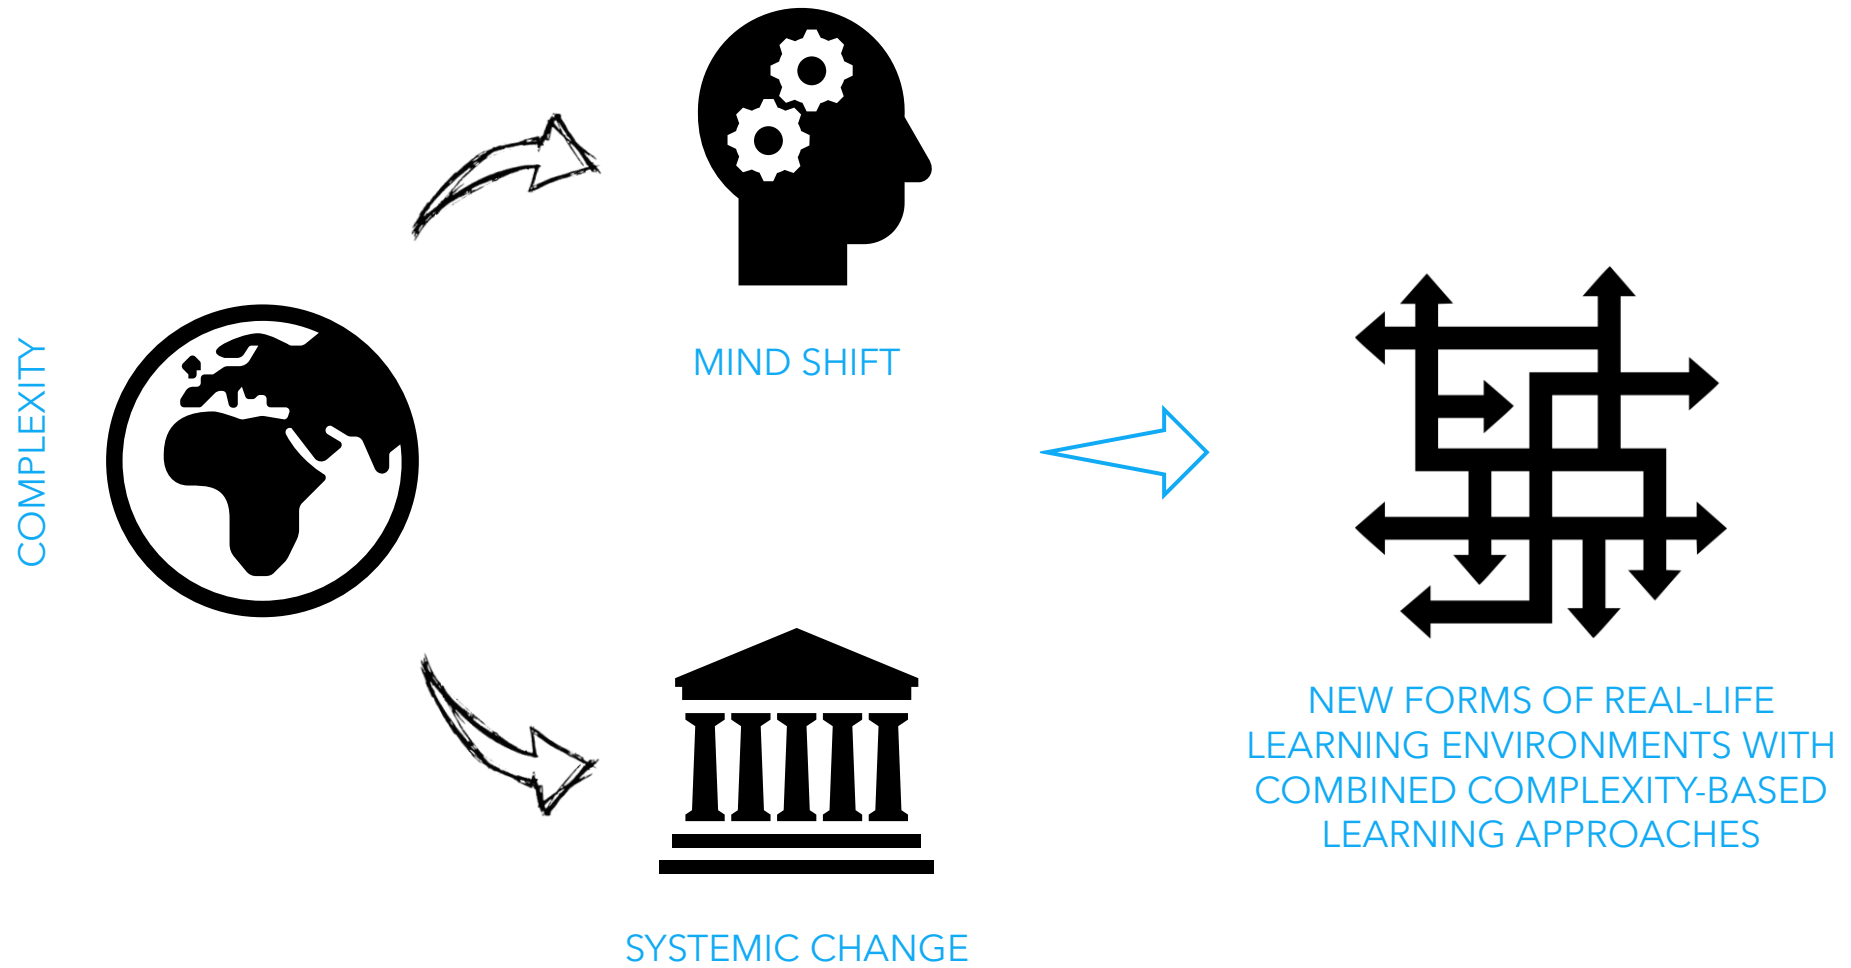 COMPLEXITY
MIND SHIFT
SYSTEMIC CHANGE
NEW FORMS OF REAL-LIFE
LEARNING ENVIRONMENTS WITH
COMBINED COMPLEXITY-BASED
LEARNING APPROACHES